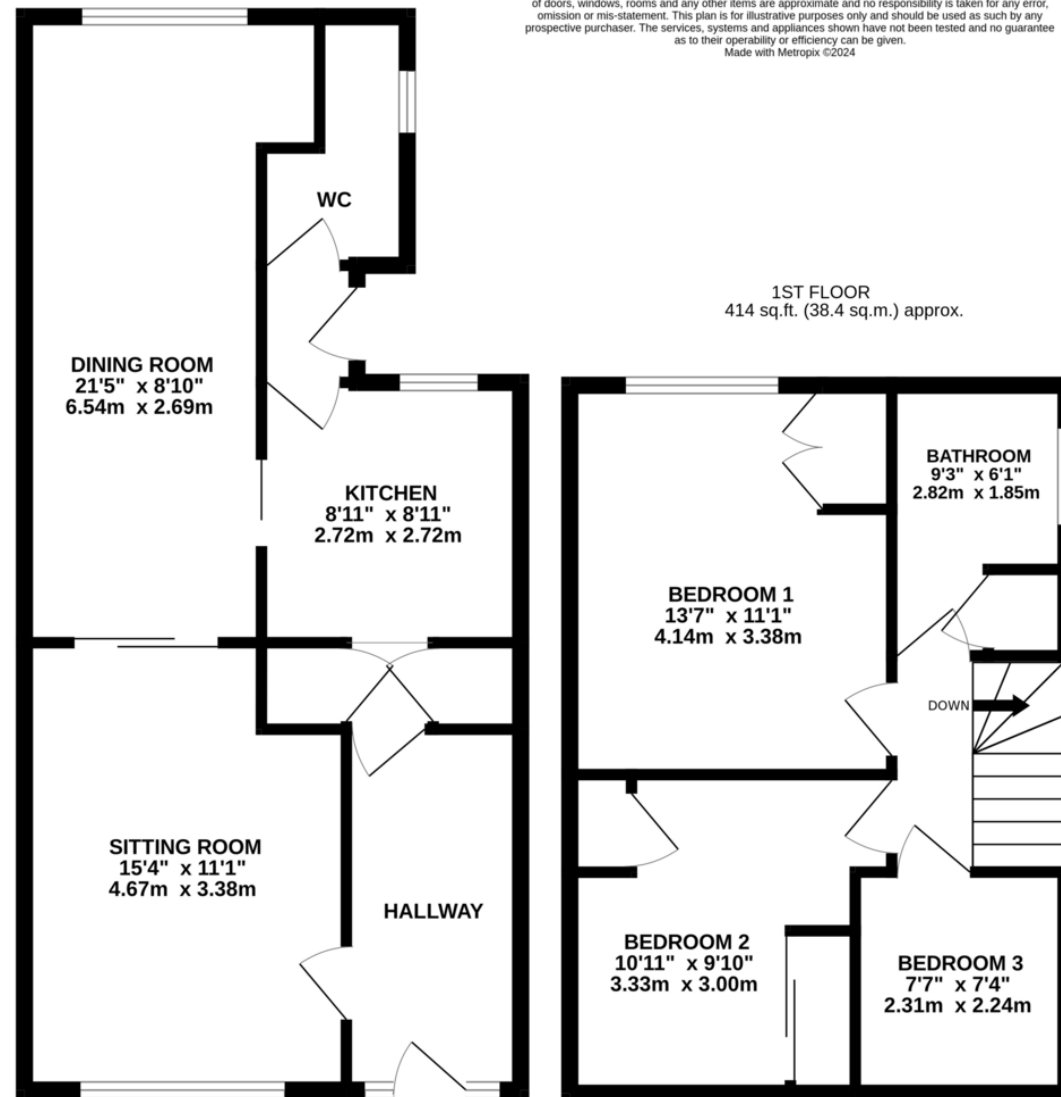 of doors, windows, rooms and any other items are approximate and no responsibility is taken for any error,
omission or mis-statement. This plan is for illustrative purposes only and should be used as such by any
prospective purchaser. The services, systems and appliances shown have not been tested and no guarantee
as to their operability or efficiency can be given.
Made with Metropix ©2024
WC
1ST FLOOR
414 sq.ft. (38.4 sq.m.) approx.
DINING ROOM
21'5" x 8'10"
6.54m x 2.69m
KITCHEN
8'11" x 8'11"
2.72m x 2.72m
BATHROOM
9'3" x 6'1"
2.82m x 1.85m
BEDROOM 1
13'7" x 11'1"
4.14m x 3.38m
DOWN
SITTING ROOM
15'4" x 11'1"
4.67m x 3.38m
HALLWAY
BEDROOM 2
10'11" x 9'10"
3.33m x 3.00m
BEDROOM 3
7'7" x 7'4"
2.31m x 2.24m